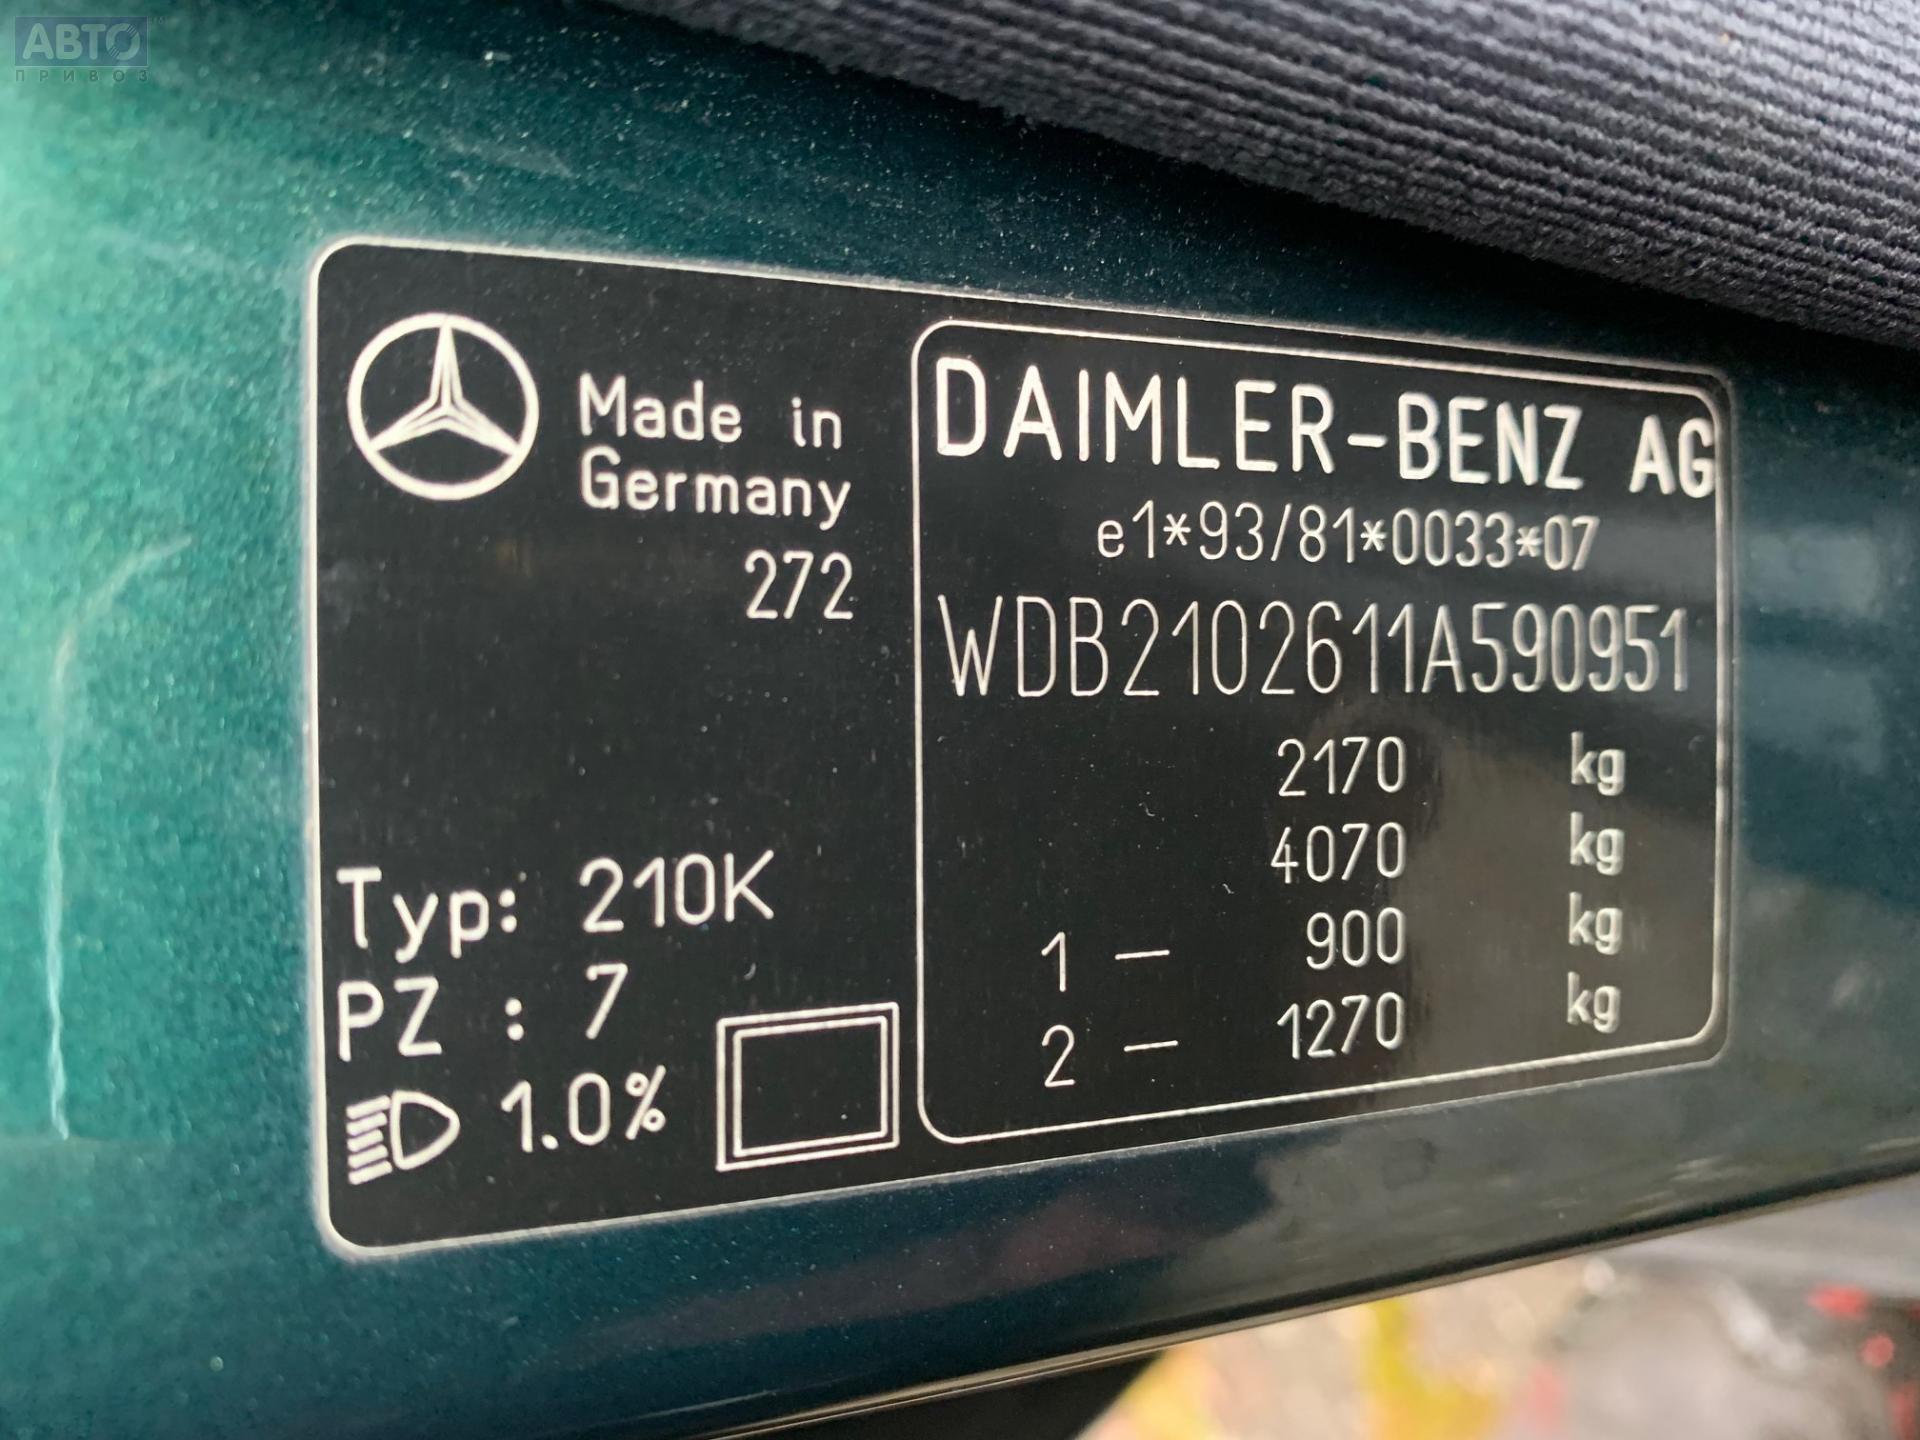 АВТО
ПРИВОЗ
Made in
Germany
272
Typ: 210K
PZ : 7
1.0%
DAIMLER-BENZ AG
e1*93/81*0033*07
WDB2102611A590951
2170 kg
4070 kg
1 — 900 kg
2 — 1270 kg